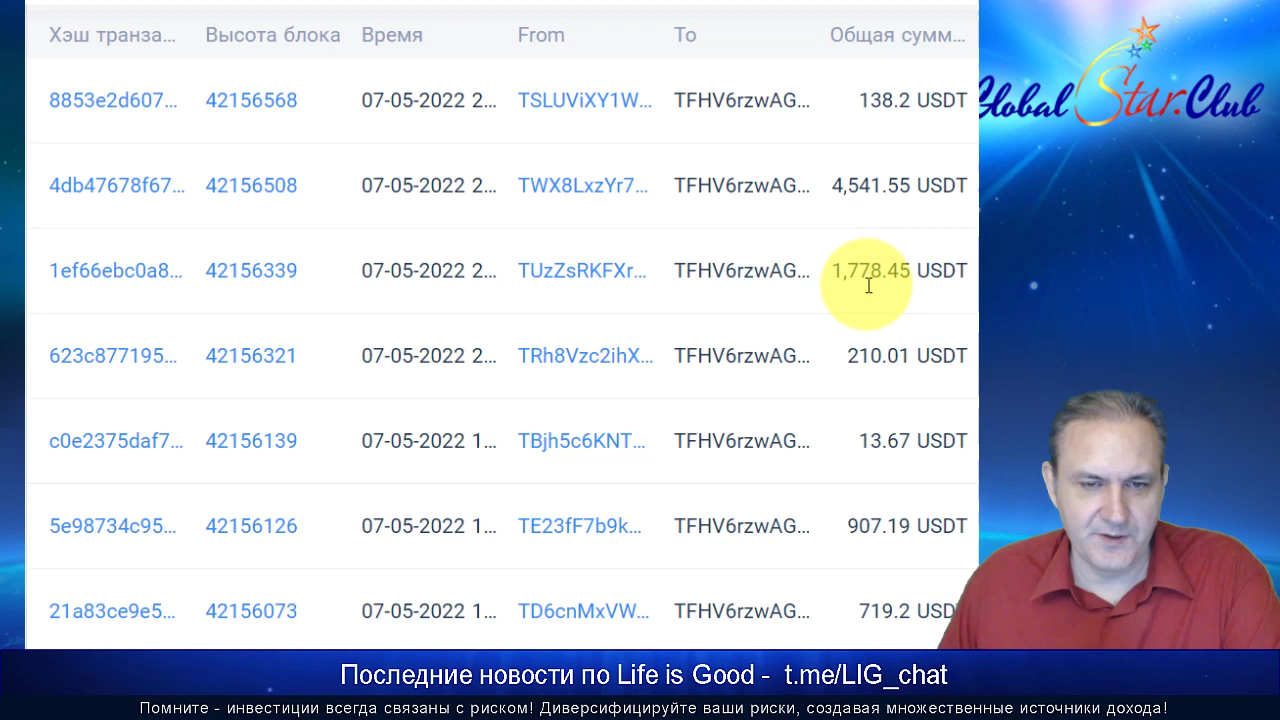 Хэш транза... Высота блока Время From To Общая сумм...
8853e2d607... 42156568 07-05-2022 2... TSLUViXY1W... TFHV6rzwAG... 138.2 USDT
4db47678f67... 42156508 07-05-2022 2... TWX8LxzYr7... TFHV6rzwAG... 4,541.55 USDT
1ef66ebc0a8... 42156339 07-05-2022 2... TUzZsRKFXr... TFHV6rzwAG... 1,778.45 USDT
623c877195... 42156321 07-05-2022 2... TRh8Vzc2ihX... TFHV6rzwAG... 210.01 USDT
c0e2375daf7... 42156139 07-05-2022 1... TBjh5c6KNT... TFHV6rzwAG... 13.67 USDT
5e98734c95... 42156126 07-05-2022 1... TE23fF7b9k... TFHV6rzwAG... 907.19 USDT
21a83ce9e5... 42156073 07-05-2022 1... TD6cnMxVW... TFHV6rzwAG... 719.2 USD
Global Star.Club
Последние новости по Life is Good - t.me/LIG_chat
Помните - инвестиции всегда связаны с риском! Диверсифицируйте ваши риски, создавая множественные источники дохода!